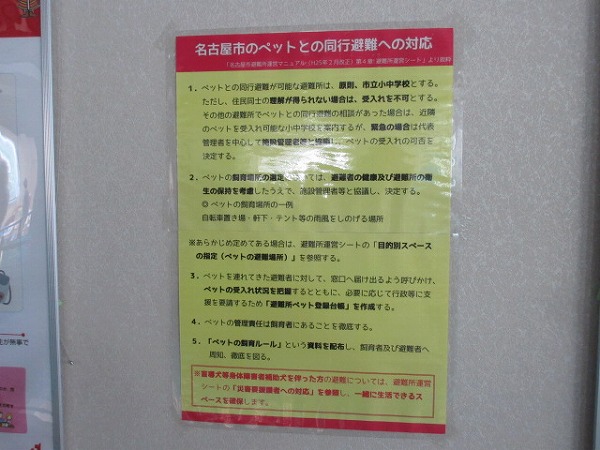 名古屋市のペットとの同行避難への対応
「名古屋市避難所運営マニュアル(H25年2月改正)第4章 避難所運営シート」より抜粋
1．ペットとの同行避難が可能な避難所は、原則、市立小中学校とする。
ただし、住民同士の理解が得られない場合は、受入れを不可とする。
その他の避難所でペットとの同行避難の相談があった場合は、近隣
のペットを受入れ可能な小中学校を案内するが、緊急の場合は代表
管理者を中心して施設管理者等と協議し、ペットの受入れの可否を
決定する。
2．ペットの飼育場所の選定については、避難者の健康及び避難所の衛
生の保持を考慮したうえで、施設管理者等と協議し、決定する。
◎ ペットの飼育場所の一例
自転車置き場・軒下・テント等の雨風をしのげる場所
※あらかじめ定めてある場合は、避難所運営シートの「目的別スペース
の指定（ペットの避難場所）」を参照する。
3．ペットを連れてきた避難者に対して、窓口へ届け出るよう呼びかけ、
ペットの受入れ状況を把握するとともに、必要に応じて行政等に支
援を要請するため「避難所ペット登録台帳」を作成する。
4．ペットの管理責任は飼育者にあることを徹底する。
5．「ペットの飼育ルール」という資料を配布し、飼育者及び避難者へ
周知、徹底を図る。
※盲導犬等身体障害者補助犬を伴った方の避難については、避難所運営
シートの「災害要援護者への対応」を参照し、一緒に生活できるス
ペースを確保します。
が無事で